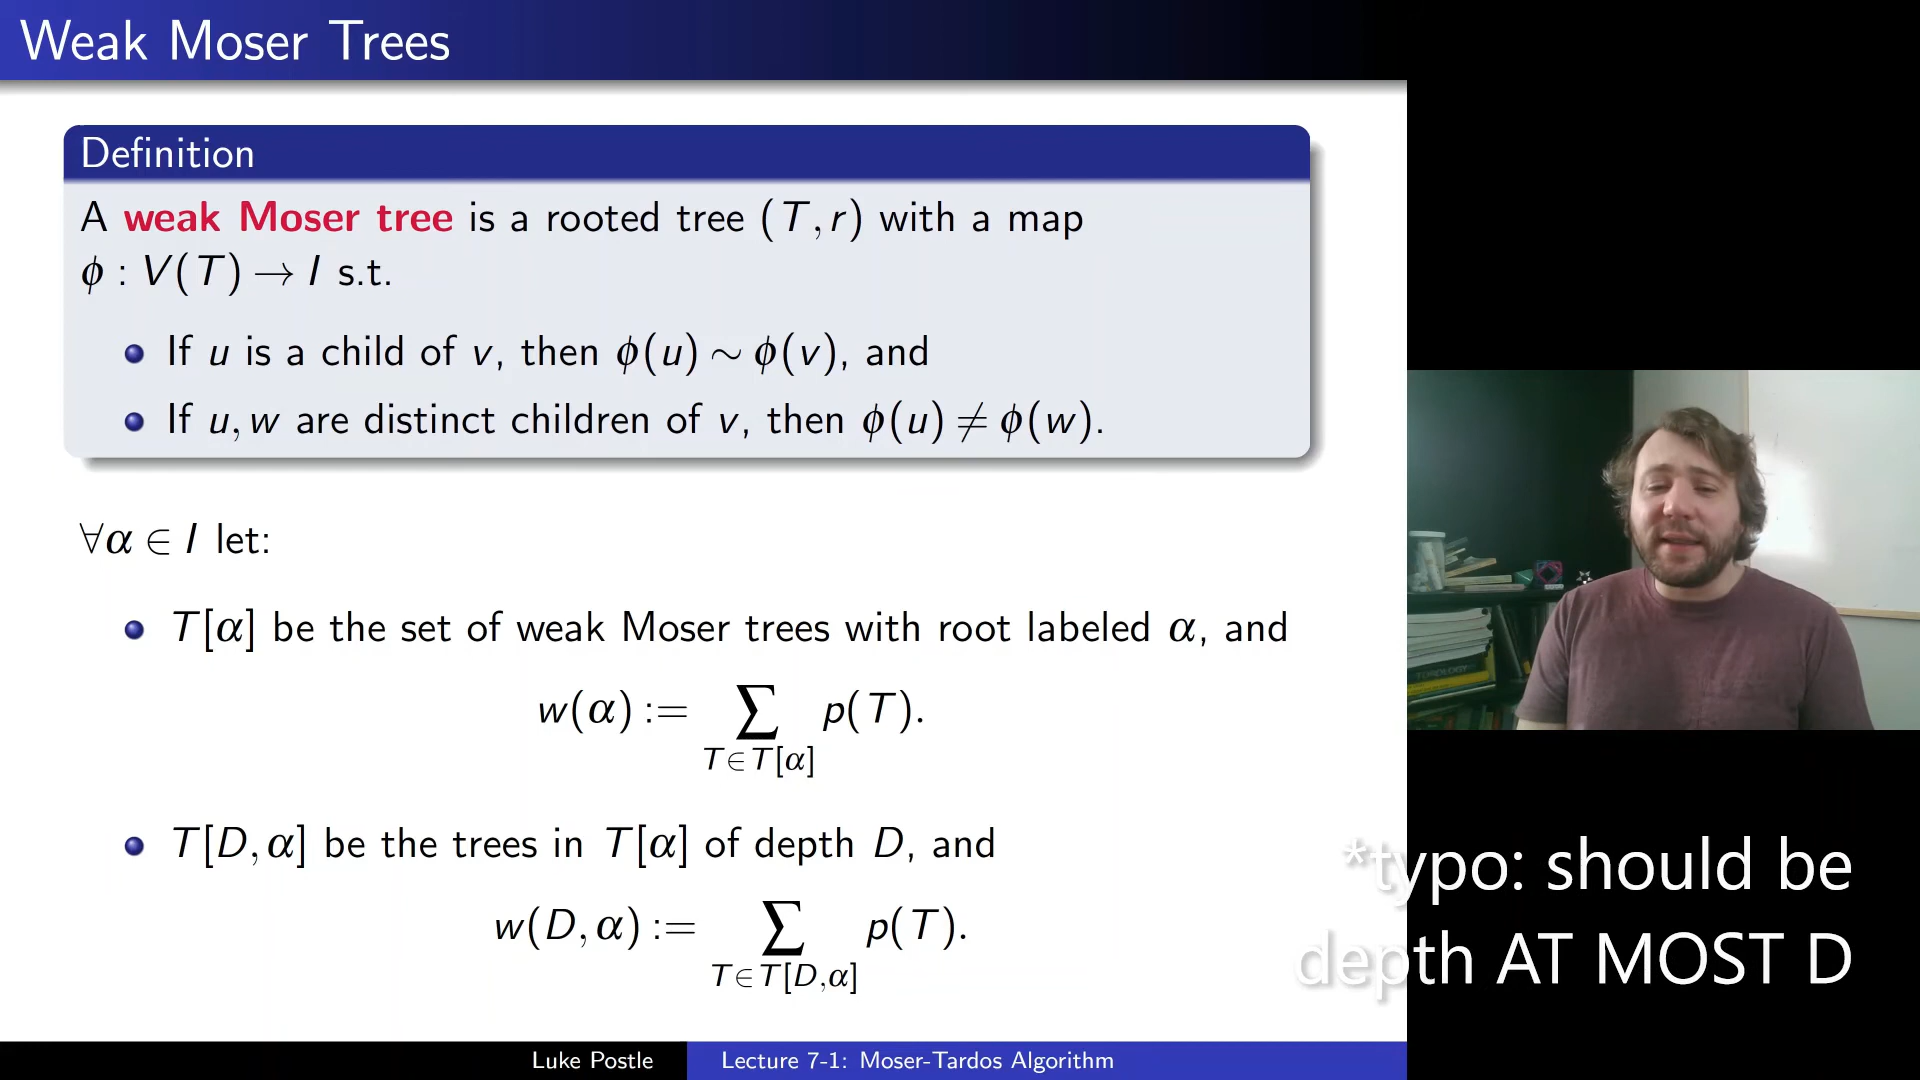 Weak Moser Trees
Definition
A weak Moser tree is a rooted tree (T, r) with a map
ϕ : V(T) → I s.t.
If u is a child of v, then ϕ(u) ∼ ϕ(v), and
If u, w are distinct children of v, then ϕ(u) ≠ ϕ(w).
∀α ∈ I let:
T[α] be the set of weak Moser trees with root labeled α, and
w(α) := ∑ p(T).
T∈T[α]
T[D, α] be the trees in T[α] of depth D, and
w(D, α) := ∑ p(T).
T∈T[D,α]
*typo: should be
depth AT MOST D
Luke Postle
Lecture 7-1: Moser-Tardos Algorithm